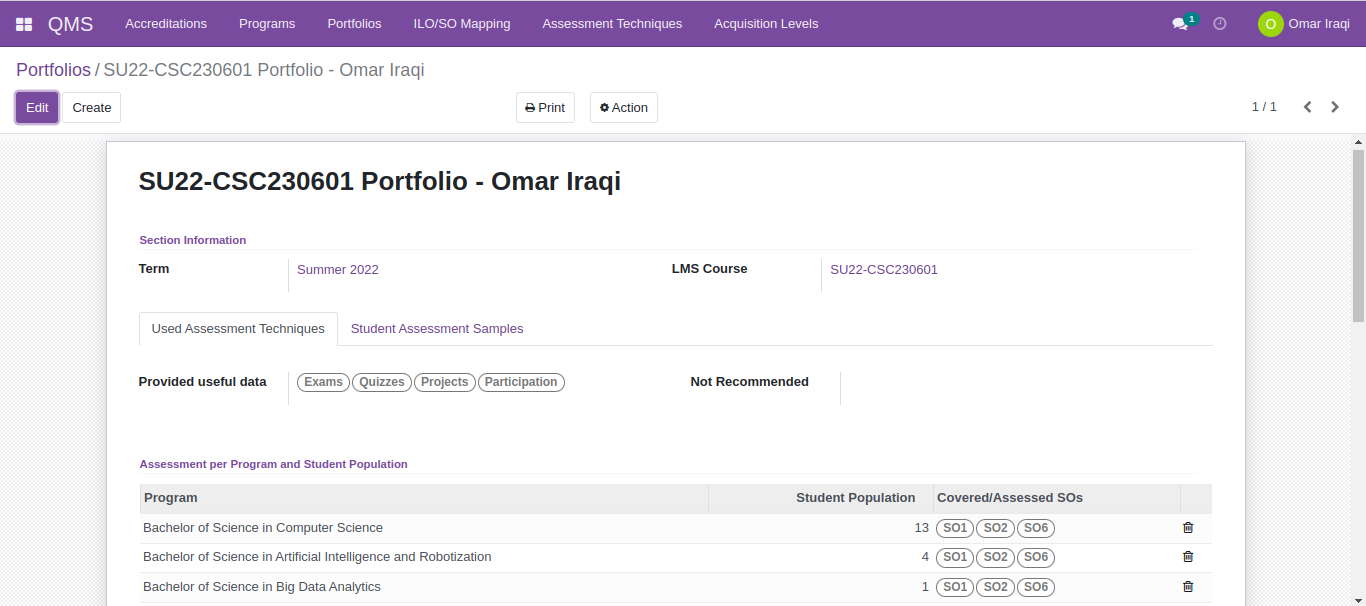 QMS Accreditations Programs Portfolios ILO/SO Mapping Assessment Techniques Acquisition Levels 1 O Omar Iraqi
Portfolios / SU22-CSC230601 Portfolio - Omar Iraqi
Edit Create Print Action 1 / 1
SU22-CSC230601 Portfolio - Omar Iraqi
Section Information
Term Summer 2022 LMS Course SU22-CSC230601
Used Assessment Techniques Student Assessment Samples
Provided useful data Exams Quizzes Projects Participation Not Recommended
Assessment per Program and Student Population
Program Student Population Covered/Assessed SOs
Bachelor of Science in Computer Science 13 SO1 SO2 SO6
Bachelor of Science in Artificial Intelligence and Robotization 4 SO1 SO2 SO6
Bachelor of Science in Big Data Analytics 1 SO1 SO2 SO6